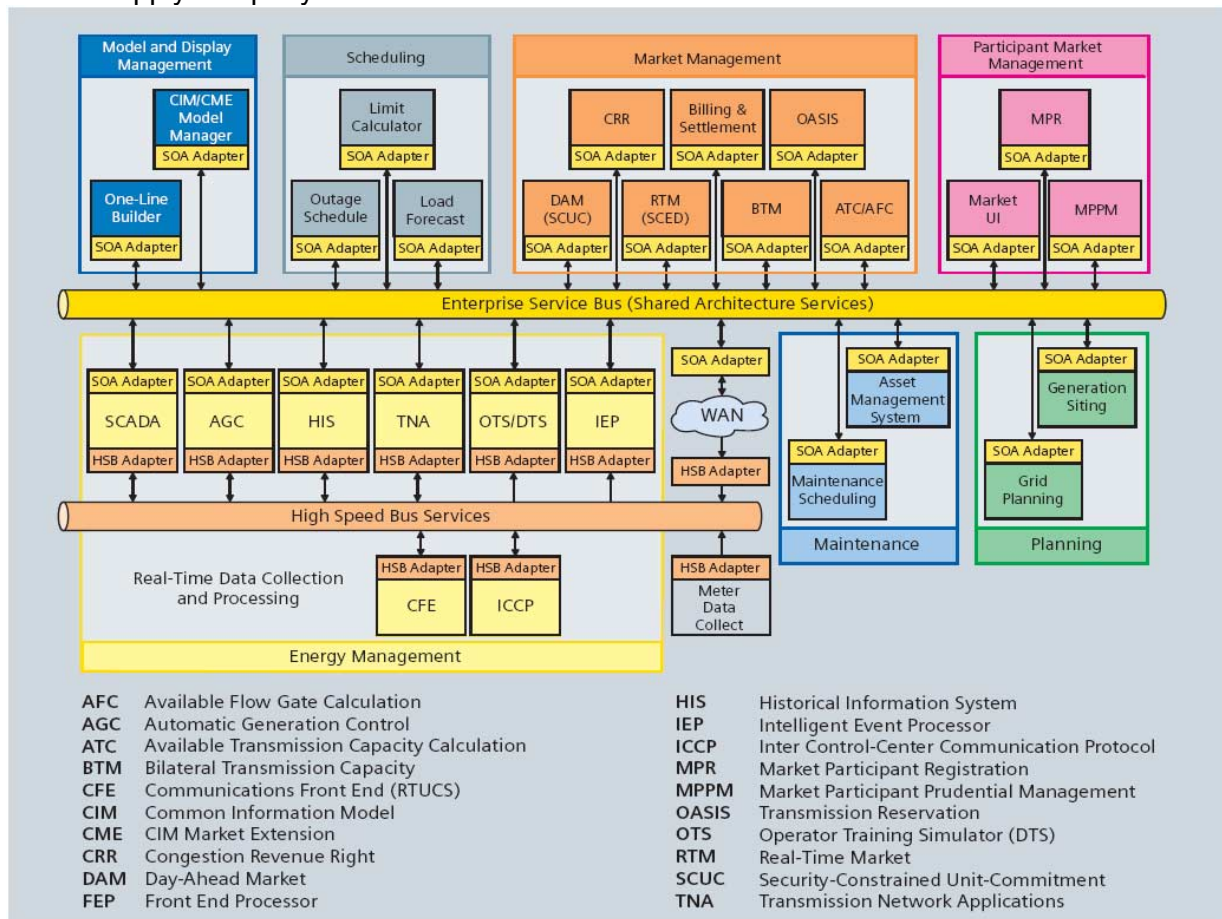 Model and Display
Management
CIM/CME
Model
Manager
SOA Adapter
One-Line
Builder
SOA Adapter
Scheduling
Limit
Calculator
SOA Adapter
Outage
Schedule
SOA Adapter
Load
Forecast
SOA Adapter
Market Management
CRR
SOA Adapter
Billing &
Settlement
SOA Adapter
OASIS
SOA Adapter
DAM
(SCUC)
SOA Adapter
RTM
(SCED)
SOA Adapter
BTM
SOA Adapter
ATC/AFC
SOA Adapter
Participant Market
Management
MPR
SOA Adapter
Market
UI
SOA Adapter
MPPM
SOA Adapter
Enterprise Service Bus (Shared Architecture Services)
SOA Adapter
SCADA
HSB Adapter
SOA Adapter
AGC
HSB Adapter
SOA Adapter
HIS
HSB Adapter
SOA Adapter
TNA
HSB Adapter
SOA Adapter
OTS/DTS
HSB Adapter
SOA Adapter
IEP
HSB Adapter
SOA Adapter
WAN
HSB Adapter
SOA Adapter
Asset
Management
System
SOA Adapter
Maintenance
Scheduling
Maintenance
SOA Adapter
Generation
Siting
SOA Adapter
Grid
Planning
Planning
High Speed Bus Services
Real-Time Data Collection
and Processing
HSB Adapter
CFE
HSB Adapter
ICCP
HSB Adapter
Meter
Data
Collect
Energy Management
AFC Available Flow Gate Calculation
AGC Automatic Generation Control
ATC Available Transmission Capacity Calculation
BTM Bilateral Transmission Capacity
CFE Communications Front End (RTUCS)
CIM Common Information Model
CME CIM Market Extension
CRR Congestion Revenue Right
DAM Day-Ahead Market
FEP Front End Processor
HIS Historical Information System
IEP Intelligent Event Processor
ICCP Inter Control-Center Communication Protocol
MPR Market Participant Registration
MPPM Market Participant Prudential Management
OASIS Transmission Reservation
OTS Operator Training Simulator (DTS)
RTM Real-Time Market
SCUC Security-Constrained Unit-Commitment
TNA Transmission Network Applications